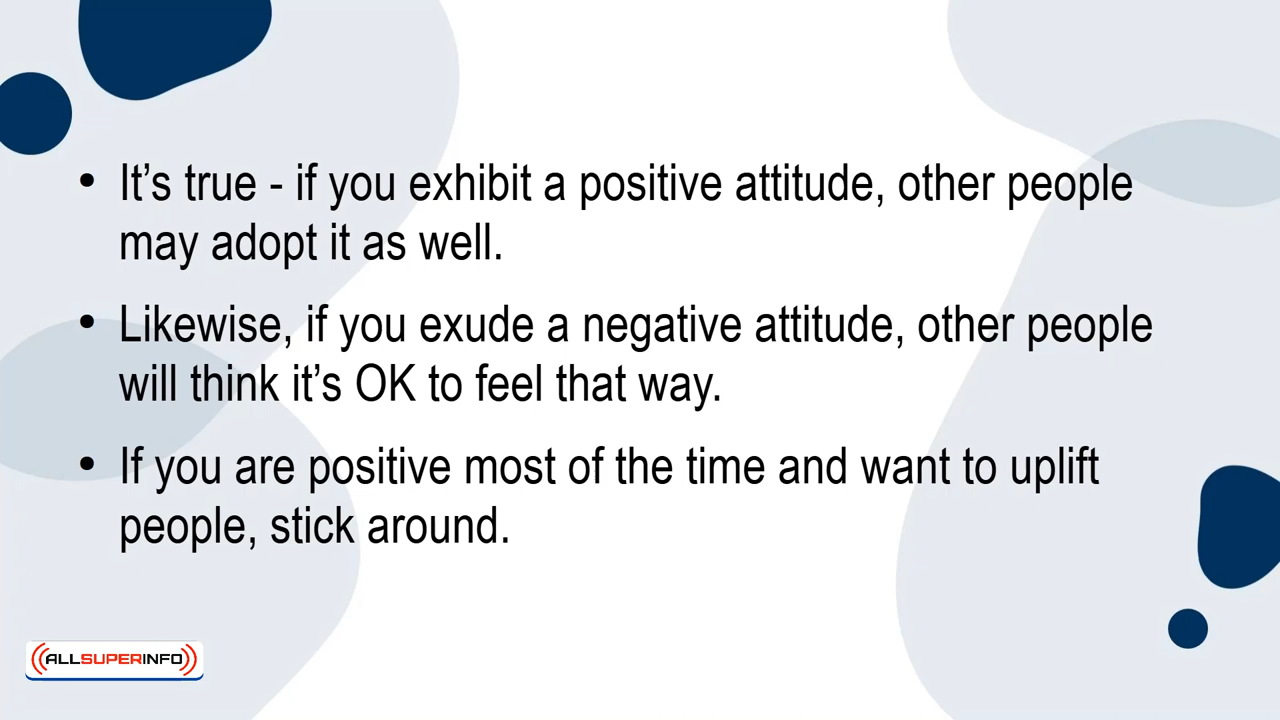 • It’s true - if you exhibit a positive attitude, other people
may adopt it as well.
• Likewise, if you exude a negative attitude, other people
will think it’s OK to feel that way.
• If you are positive most of the time and want to uplift
people, stick around.
ALLSUPERINFO